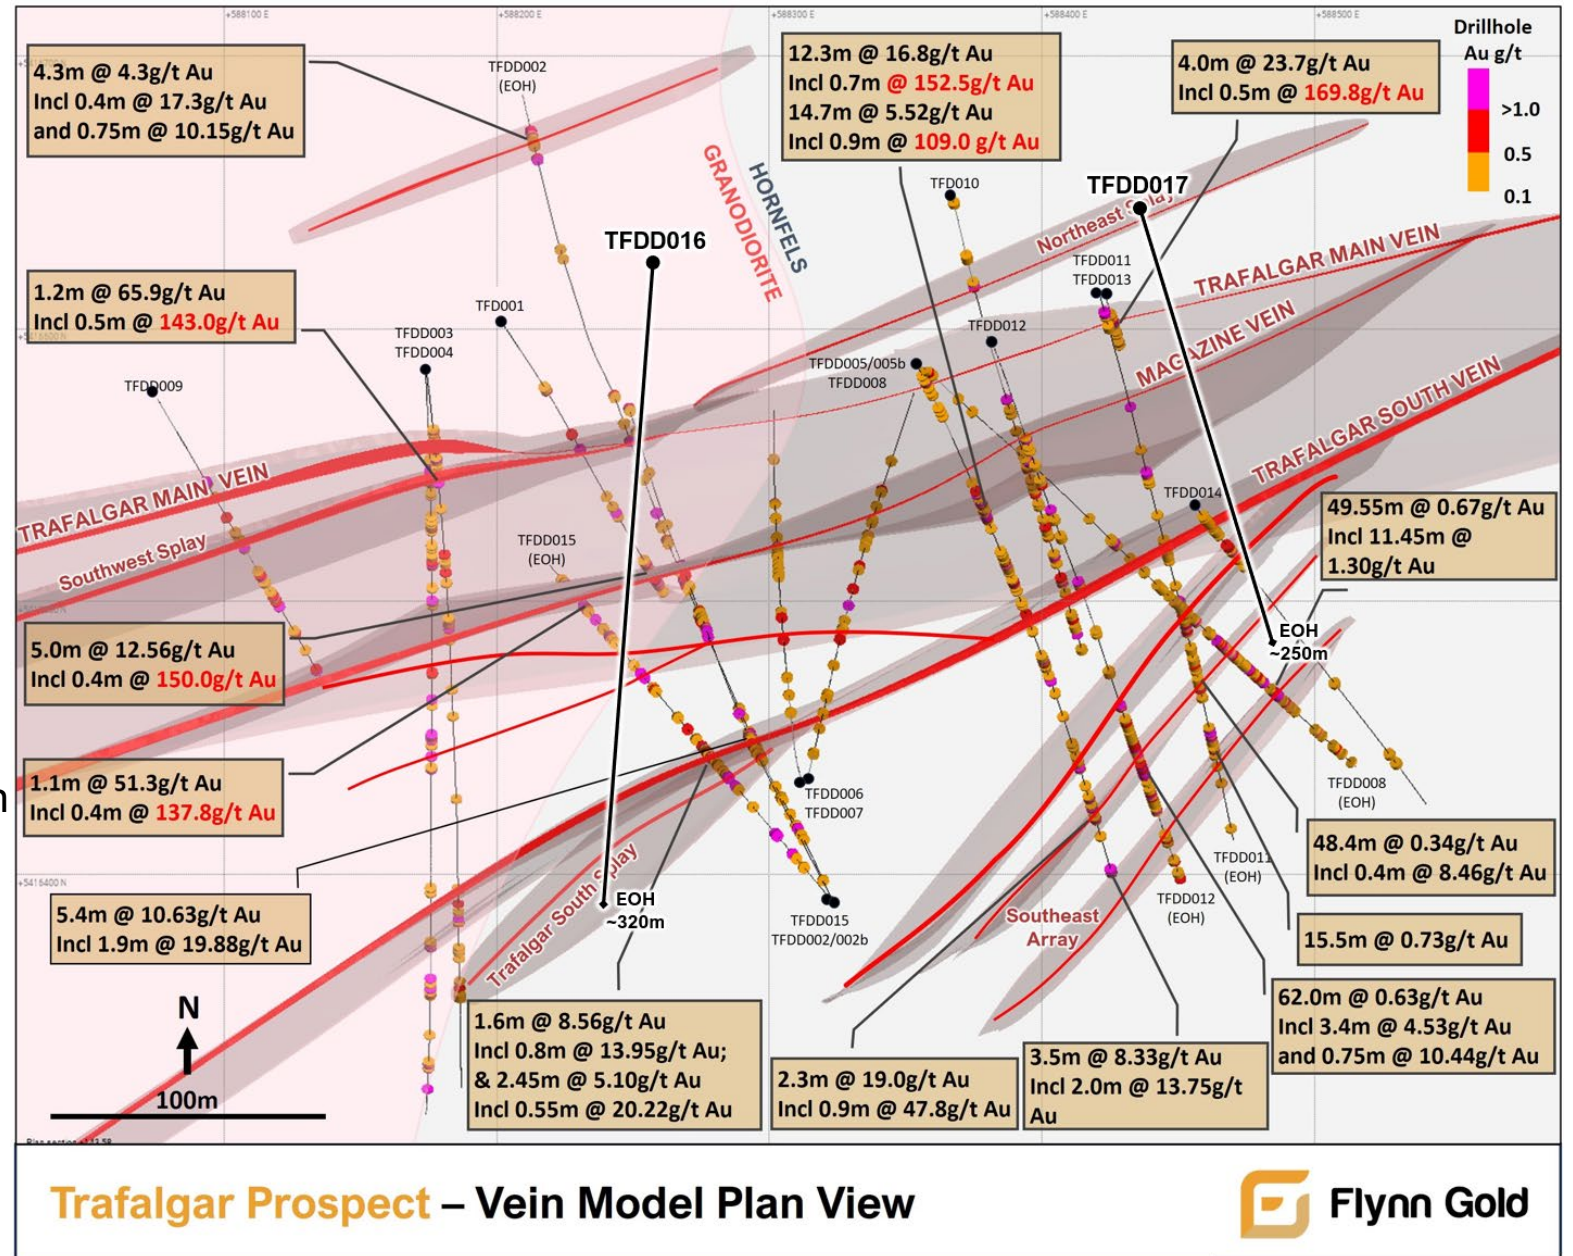 +588100 E
+588200 E
+588300 E
+588400 E
+588500 E
Drillhole
Au g/t
>1.0
0.5
0.1
4.3m @ 4.3g/t Au
Incl 0.4m @ 17.3g/t Au
and 0.75m @ 10.15g/t Au
TFDD002
(EOH)
12.3m @ 16.8g/t Au
Incl 0.7m @ 152.5g/t Au
14.7m @ 5.52g/t Au
Incl 0.9m @ 109.0 g/t Au
4.0m @ 23.7g/t Au
Incl 0.5m @ 169.8g/t Au
GRANODIORITE
HORNFELS
TFD010
TFDD017
Northeast Splay
TFDD016
TFDD011
TFDD013
TRAFALGAR MAIN VEIN
1.2m @ 65.9g/t Au
Incl 0.5m @ 143.0g/t Au
TFD001
TFDD003
TFDD004
TFDD009
TFDD012
TFDD005/005b
TFDD008
MAGAZINE VEIN
TRAFALGAR SOUTH VEIN
TRAFALGAR MAIN VEIN
Southwest Splay
TFDD015
(EOH)
TFDD014
49.55m @ 0.67g/t Au
Incl 11.45m @
1.30g/t Au
5.0m @ 12.56g/t Au
Incl 0.4m @ 150.0g/t Au
EOH
~250m
1.1m @ 51.3g/t Au
Incl 0.4m @ 137.8g/t Au
n
TFDD006
TFDD007
TFDD008
(EOH)
48.4m @ 0.34g/t Au
Incl 0.4m @ 8.46g/t Au
TFDD011
(EOH)
+5416400 N
5.4m @ 10.63g/t Au
Incl 1.9m @ 19.88g/t Au
Trafalgar South Splay
EOH
~320m
TFDD015
TFDD002/002b
TFDD012
(EOH)
Southeast
Array
15.5m @ 0.73g/t Au
62.0m @ 0.63g/t Au
Incl 3.4m @ 4.53g/t Au
and 0.75m @ 10.44g/t Au
N
100m
1.6m @ 8.56g/t Au
Incl 0.8m @ 13.95g/t Au;
& 2.45m @ 5.10g/t Au
Incl 0.55m @ 20.22g/t Au
2.3m @ 19.0g/t Au
Incl 0.9m @ 47.8g/t Au
3.5m @ 8.33g/t Au
Incl 2.0m @ 13.75g/t
Au
Trafalgar Prospect – Vein Model Plan View
Flynn Gold